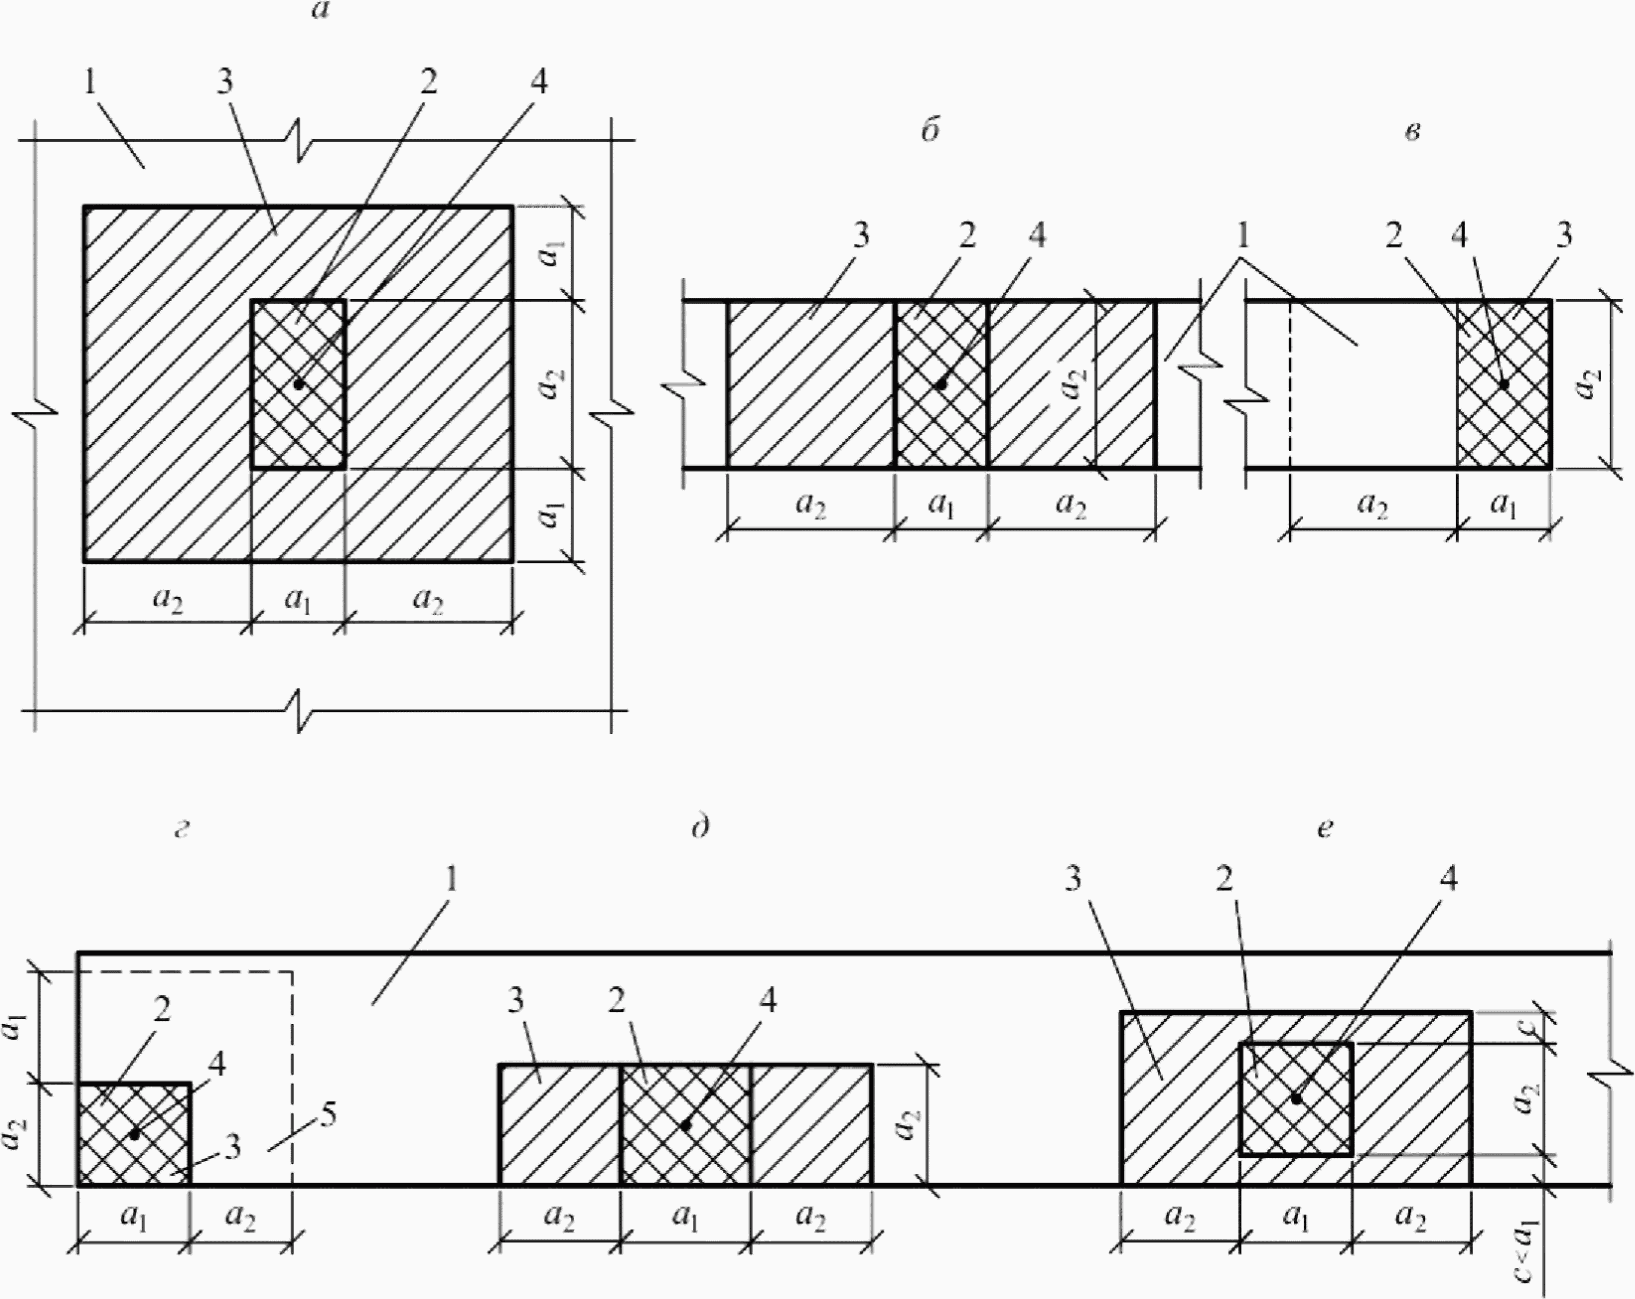 а
1 3 2 4
a₁
a₂
a₁
a₂ a₁ a₂
б в
3 2 4 1 2 4 3
a₂ a₂
a₂ a₁ a₂ a₂ a₁
г д е
1 3 2 4
a₁ 2 3 2 4 c
4
a₂ 3 5 a₂ a₂
a₁ a₂ a₂ a₁ a₂ a₂ a₁ a₂
c<a₁